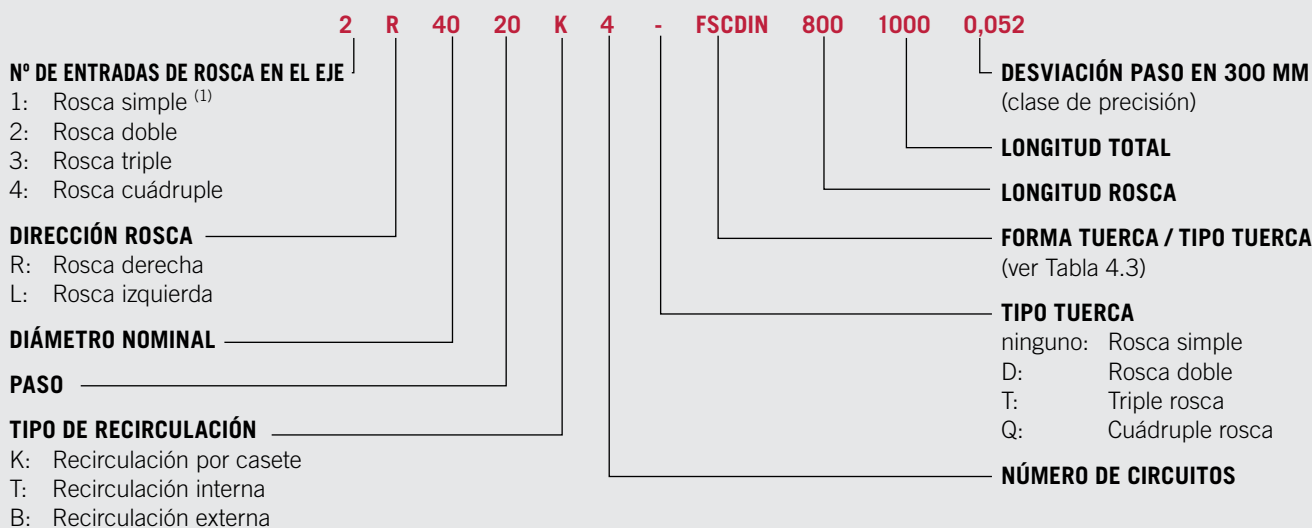 2 R 40 20 K 4 - FSCDIN 800 1000 0,052
Nº DE ENTRADAS DE ROSCA EN EL EJE
1: Rosca simple (1)
2: Rosca doble
3: Rosca triple
4: Rosca cuádruple
DIRECCIÓN ROSCA
R: Rosca derecha
L: Rosca izquierda
DIÁMETRO NOMINAL
PASO
TIPO DE RECIRCULACIÓN
K: Recirculación por casete
T: Recirculación interna
B: Recirculación externa
DESVIACIÓN PASO EN 300 MM
(clase de precisión)
LONGITUD TOTAL
LONGITUD ROSCA
FORMA TUERCA / TIPO TUERCA
(ver Tabla 4.3)
TIPO TUERCA
ninguno: Rosca simple
D: Rosca doble
T: Triple rosca
Q: Cuádruple rosca
NÚMERO DE CIRCUITOS